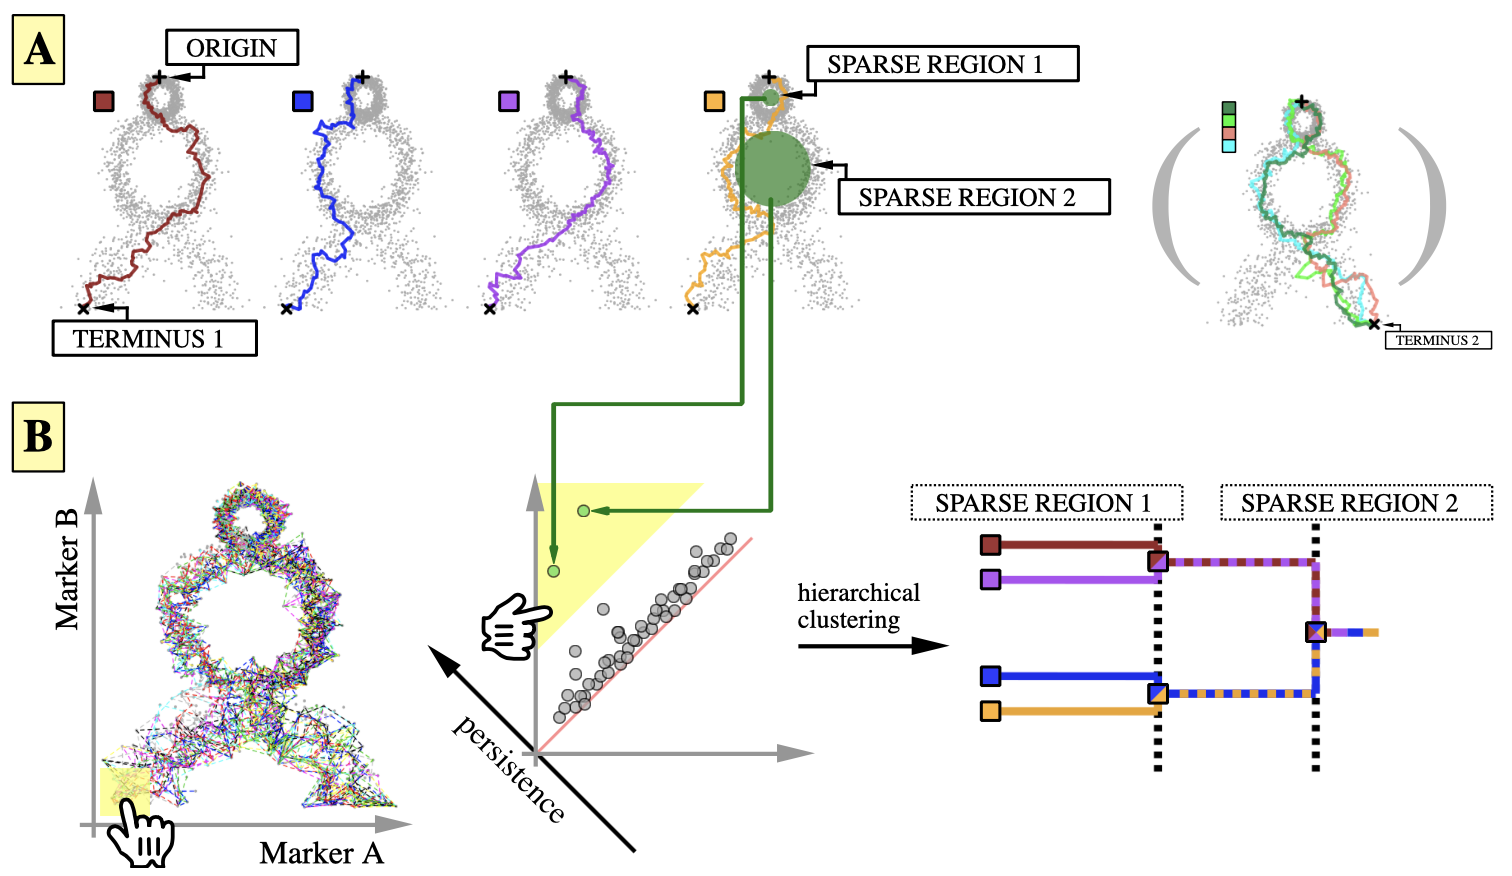 A
ORIGIN
SPARSE REGION 1
SPARSE REGION 2
TERMINUS 1
TERMINUS 2
B
Marker B
Marker A
persistence
hierarchical
clustering
SPARSE REGION 1
SPARSE REGION 2